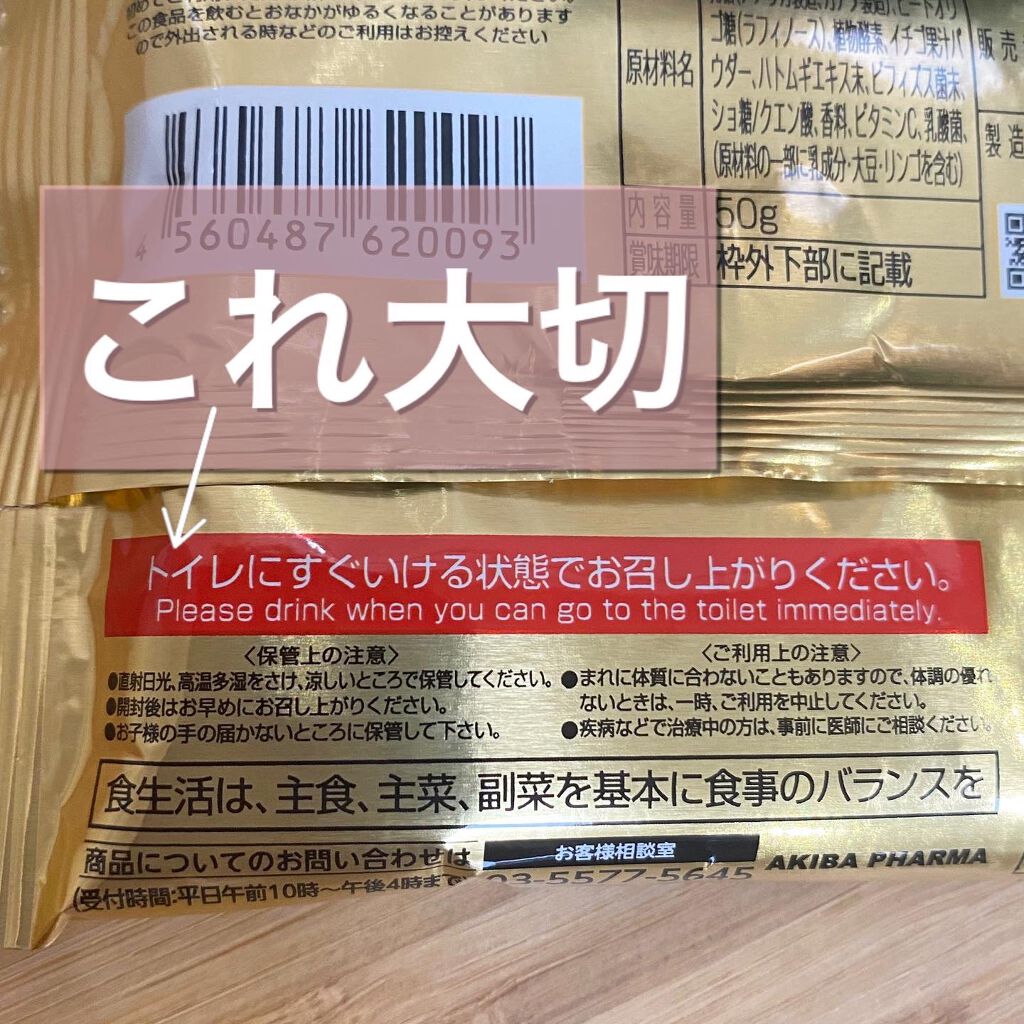 この食品を飲むとおなかがゆるくなることがあります
ので外出される時などのご利用はお控えください
4 560487 620093
原材料名
ゴ糖(ラフィノース)、植物酵素、イチゴ果汁パ
ウダー、ハトムギエキス末、ビフィズス菌末、
ショ糖/クエン酸、香料、ビタミンC、乳酸菌、
(原材料の一部に乳成分・大豆・リンゴを含む)
内容量 50g
賞味期限 枠外下部に記載
販売
製造
これ大切
トイレにすぐいける状態でお召し上がりください。
Please drink when you can go to the toilet immediately.
〈保管上の注意〉
●直射日光、高温多湿をさけ、涼しいところで保管してください。
●開封後はお早めにお召し上がりください。
●お子様の手の届かないところに保管して下さい。
〈ご利用上の注意〉
●まれに体質に合わないこともありますので、体調の優れ
ないときは、一時、ご利用を中止してください。
●疾病などで治療中の方は、事前に医師にご相談ください。
食生活は、主食、主菜、副菜を基本に食事のバランスを
商品についてのお問い合わせは
(受付時間:平日午前10時〜午後4時まで
お客様相談室
03-5577-5645
AKIBA PHARMA